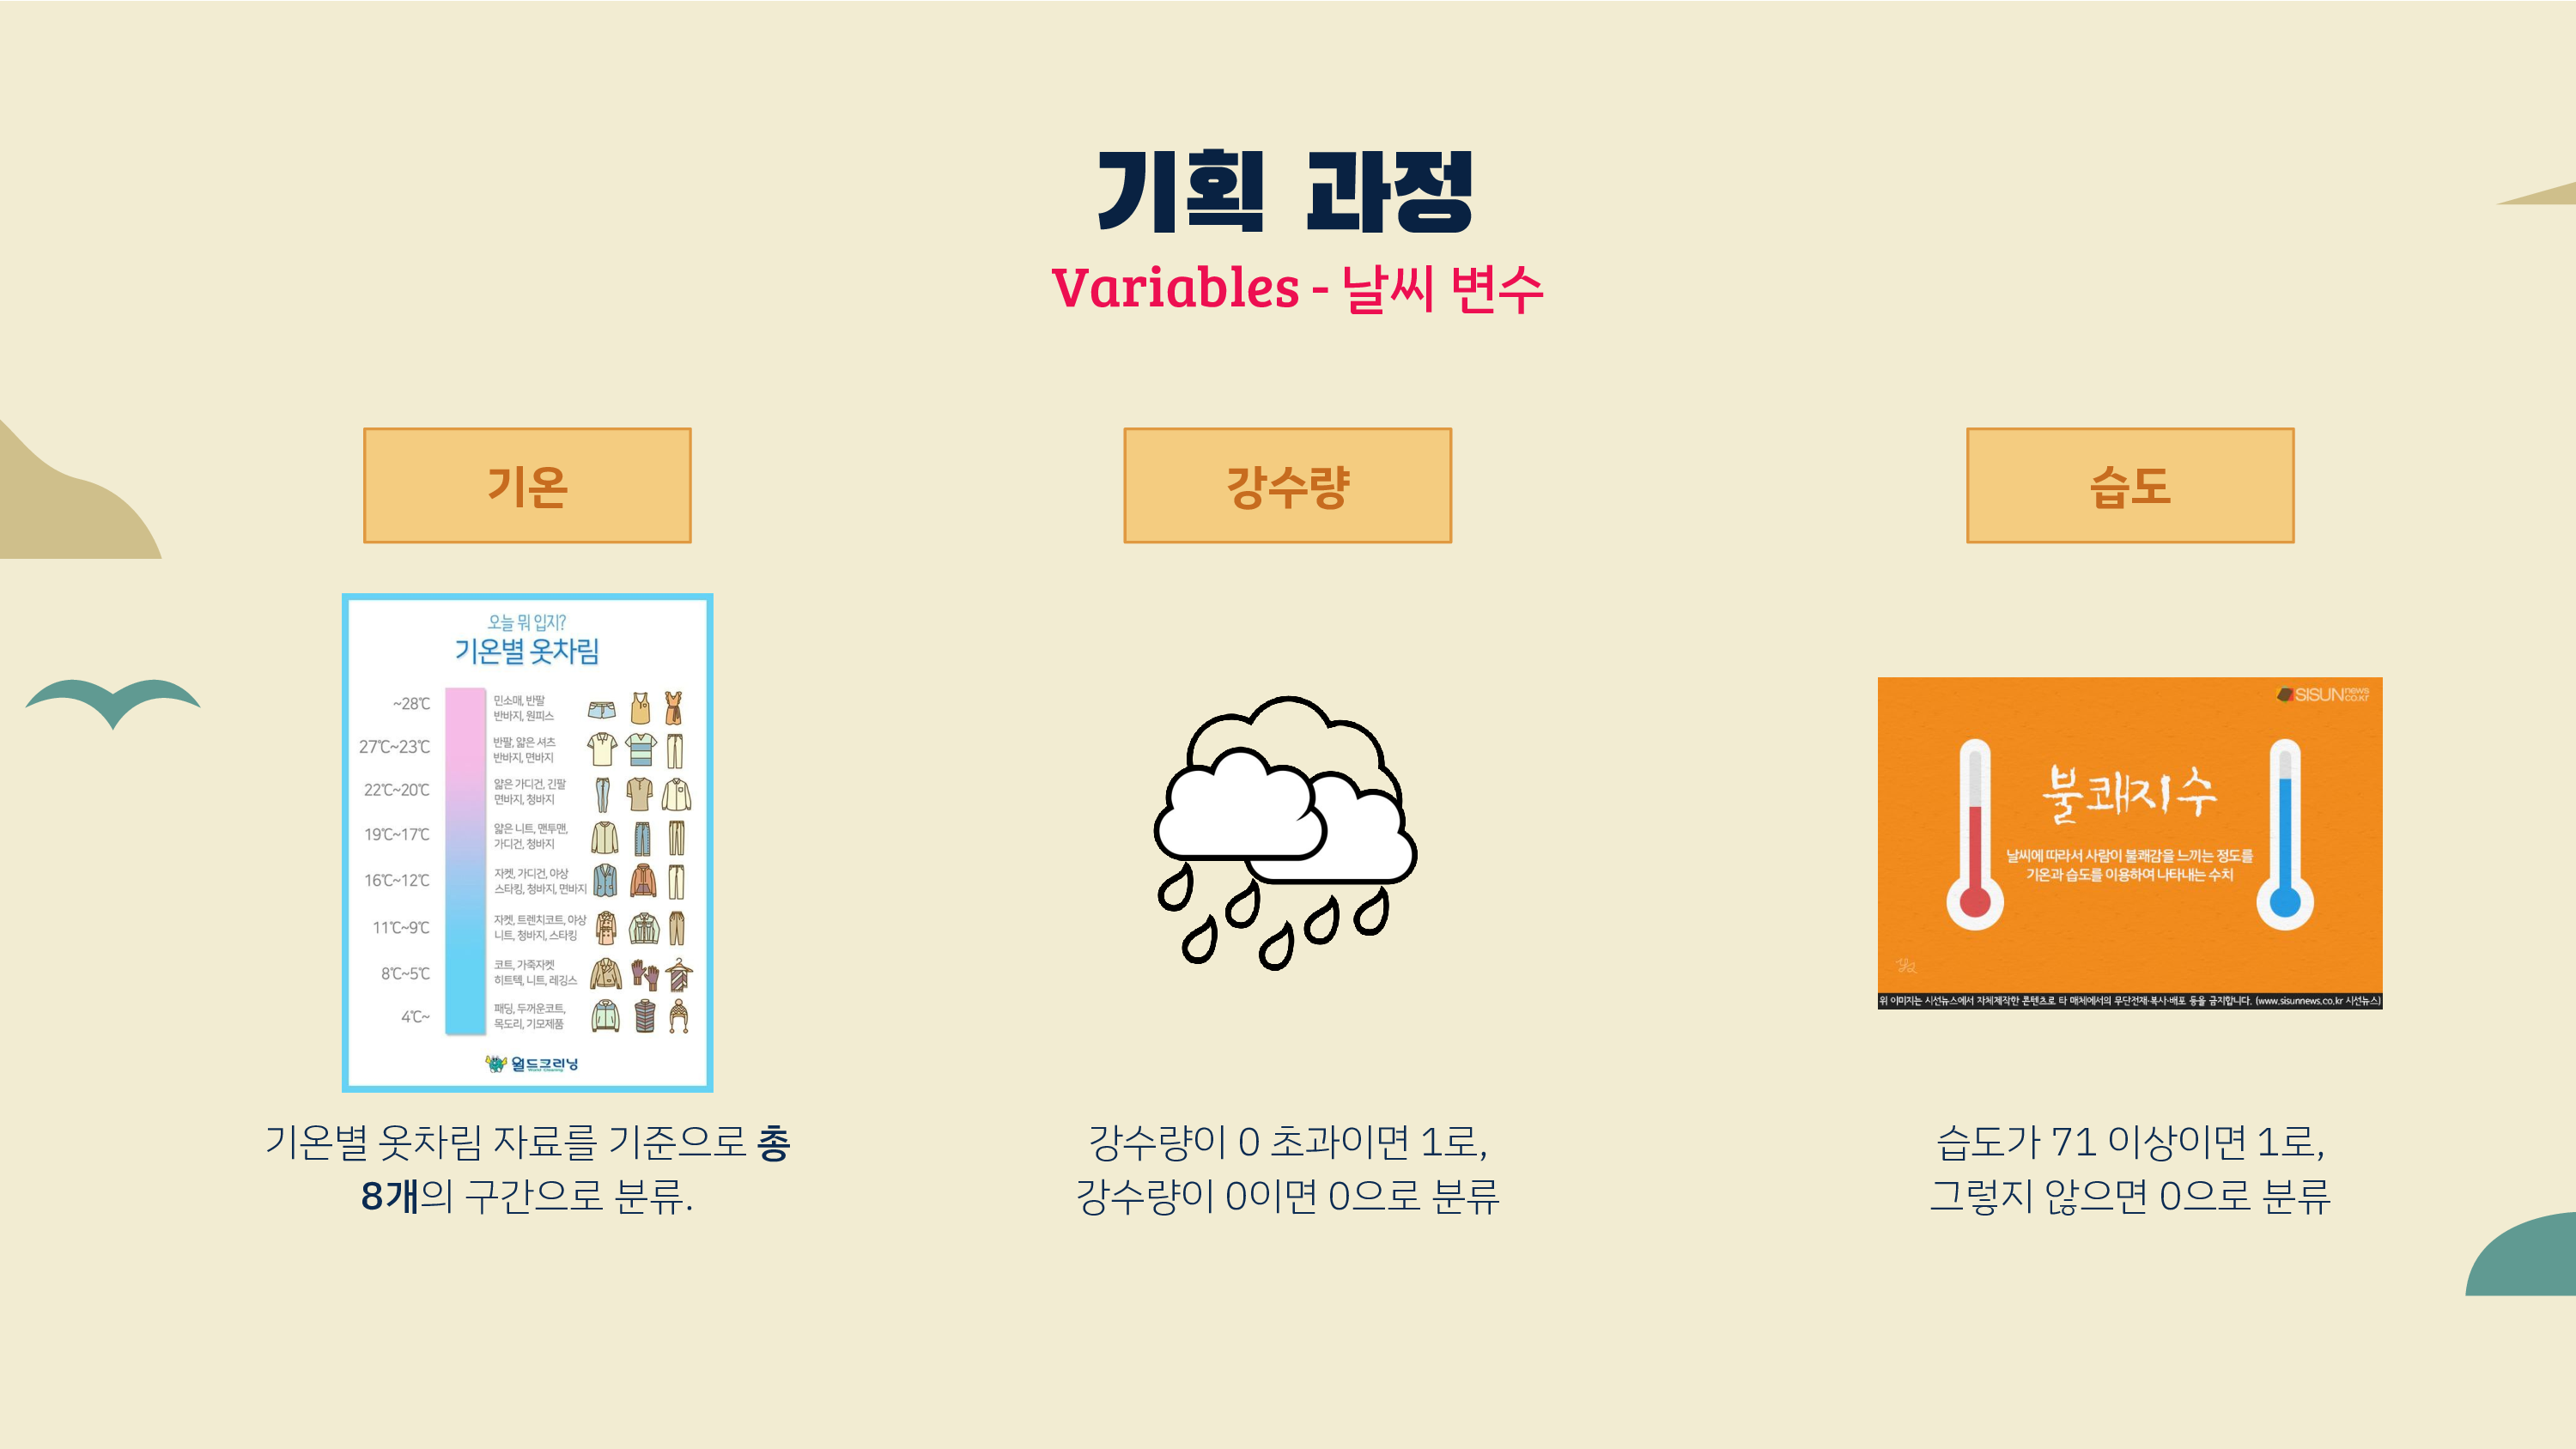 기획 과정
Variables - 날씨 변수
기온
오늘 뭐 입지?
기온별 옷차림
~28℃
민소매, 반팔
반바지, 원피스
27℃~23℃
반팔, 얇은 셔츠
반바지, 면바지
22℃~20℃
얇은 가디건, 긴팔
면바지, 청바지
19℃~17℃
얇은 니트, 맨투맨,
가디건, 청바지
16℃~12℃
자켓, 가디건, 야상
스타킹, 청바지, 면바지
11℃~9℃
자켓, 트렌치코트, 야상
니트, 청바지, 스타킹
8℃~5℃
코트, 가죽자켓
히트텍, 니트, 레깅스
4℃~
패딩, 두꺼운코트,
목도리, 기모제품
월드크리닝
기온별 옷차림 자료를 기준으로 총
8개의 구간으로 분류.
강수량
강수량이 0 초과이면 1로,
강수량이 0이면 0으로 분류
습도
SISUN news co.kr
불쾌지수
날씨에 따라서 사람이 불쾌감을 느끼는 정도를
기온과 습도를 이용하여 나타내는 수치
위 이미지는 시선뉴스에서 자체제작한 콘텐츠로 타 매체에서의 무단전재·복사·배포 등을 금지합니다. (www.sisunnews.co.kr 시선뉴스)
습도가 71 이상이면 1로,
그렇지 않으면 0으로 분류